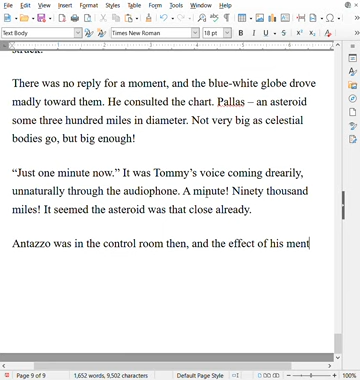 File Edit View Insert Format Styles Table Form Tools Window Help
Text Body
Times New Roman
18 pt
struck.
There was no reply for a moment, and the blue-white globe drove
madly toward them. He consulted the chart. Pallas – an asteroid
some three hundred miles in diameter. Not very big as celestial
bodies go, but big enough!
“Just one minute now.” It was Tommy’s voice coming drearily,
unnaturally through the audiophone. A minute! Ninety thousand
miles! It seemed the asteroid was that close already.
Antazzo was in the control room then, and the effect of his ment
Page 9 of 9 1,652 words, 9,502 characters Default Page Style 100%